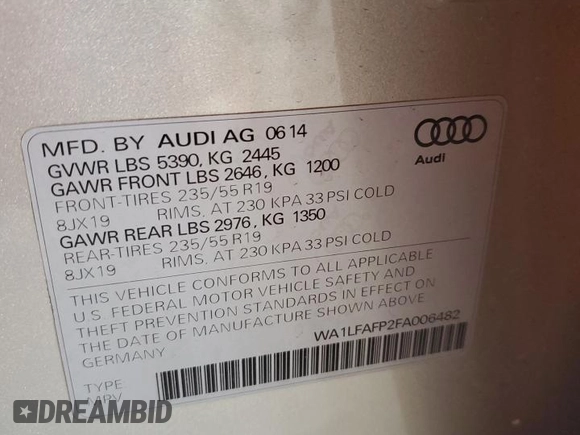 MFD. BY AUDI AG 0614
GVWR LBS 5390, KG 2445
GAWR FRONT LBS 2646, KG 1200
FRONT-TIRES 235/55 R19
8JX19 RIMS, AT 230 KPA 33 PSI COLD
GAWR REAR LBS 2976, KG 1350
REAR-TIRES 235/55 R19
8JX19 RIMS, AT 230 KPA 33 PSI COLD
THIS VEHICLE CONFORMS TO ALL APPLICABLE
U.S. FEDERAL MOTOR VEHICLE SAFETY AND
THEFT PREVENTION STANDARDS IN EFFECT ON
THE DATE OF MANUFACTURE SHOWN ABOVE
GERMANY
WA1LFAFP2FA006482
TYPE
MPV
Audi
DREAMBID